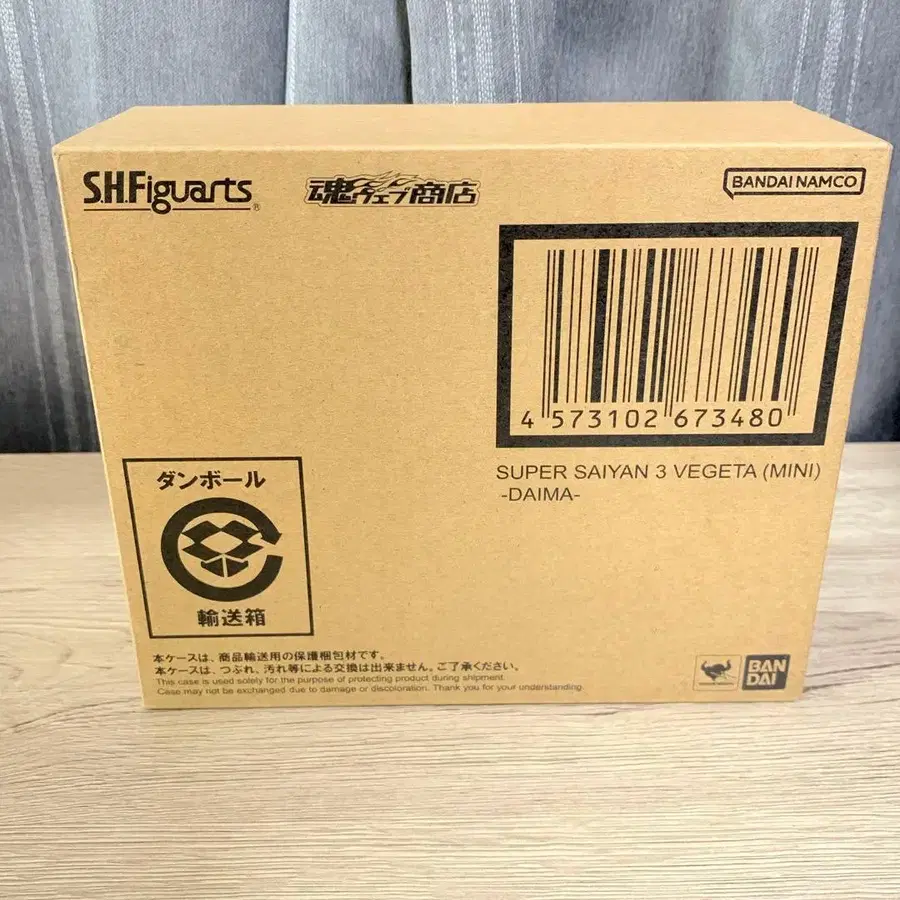 S.H.Figuarts®
魂ウェブ商店
BANDAI NAMCO
4 573102 673480
SUPER SAIYAN 3 VEGETA (MINI)
-DAIMA-
ダンボール
輸送箱
本ケースは、商品輸送用の保護梱包材です。
本ケースは、つぶれ、汚れ等による交換は出来ません。ご了承ください。
This case is used solely for the purpose of protecting product during shipment.
Case may not be exchanged due to damage or discoloration. Thank you for your understanding.
BAN
DAI